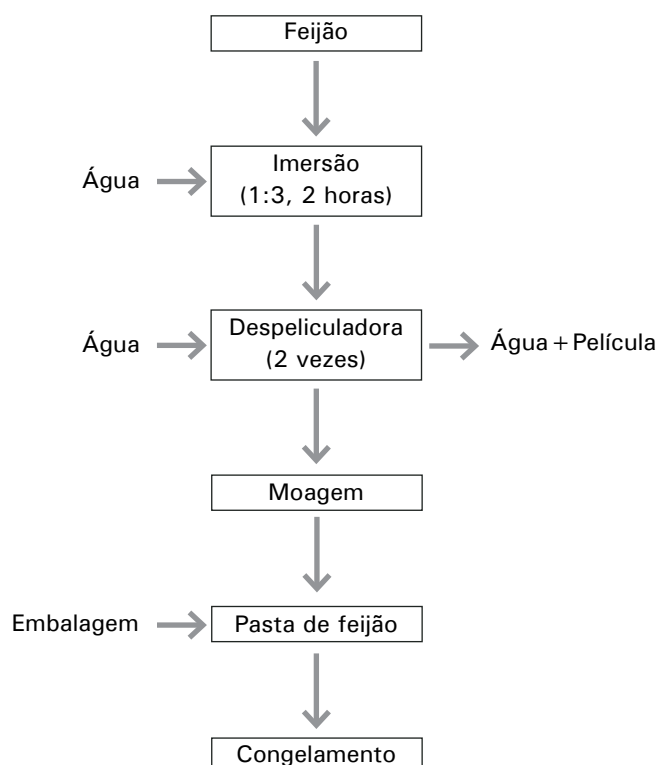 Feijão
Água
Imersão
(1:3, 2 horas)
Água
Despeliculadora
(2 vezes)
Água + Película
Moagem
Embalagem
Pasta de feijão
Congelamento